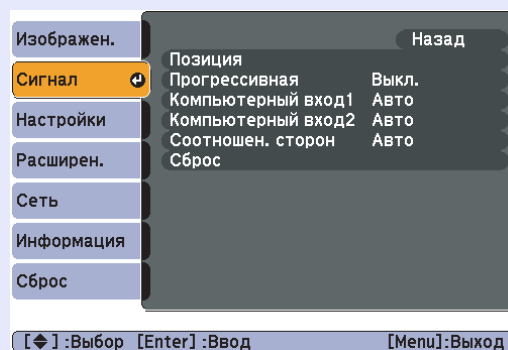 Изображен.
Сигнал
Настройки
Расширен.
Сеть
Информация
Сброс
Назад
Позиция
Прогрессивная Выкл.
Компьютерный вход1 Авто
Компьютерный вход2 Авто
Соотношен. сторон Авто
Сброс
[◆] :Выбор [Enter] :Ввод [Menu]:Выход